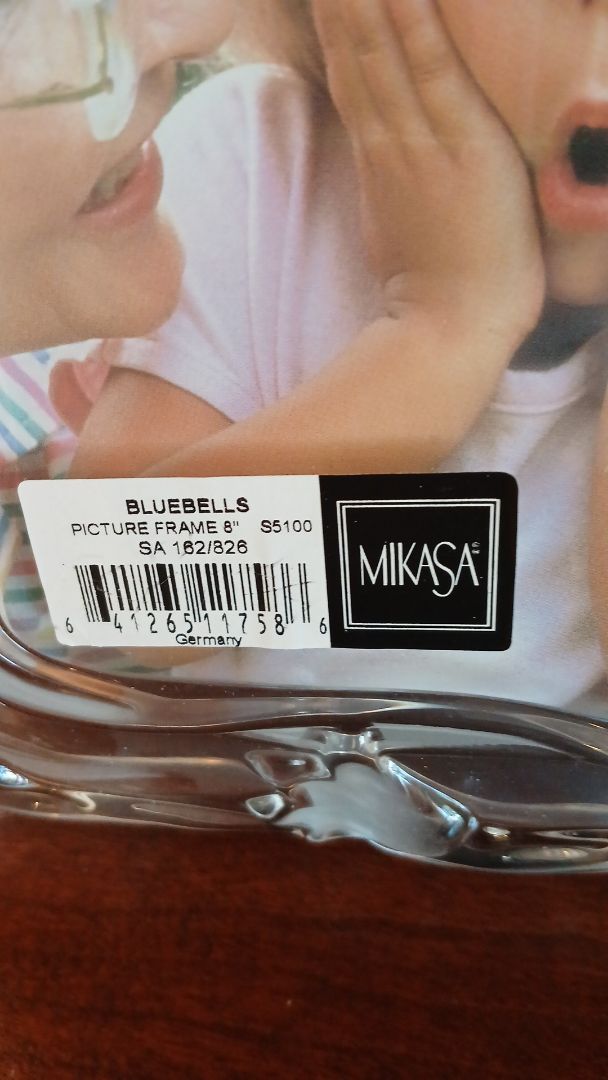 BLUEBELLS
PICTURE FRAME 8" S5100
SA 162/826
6 41265 11758 6
Germany
MIKASA®